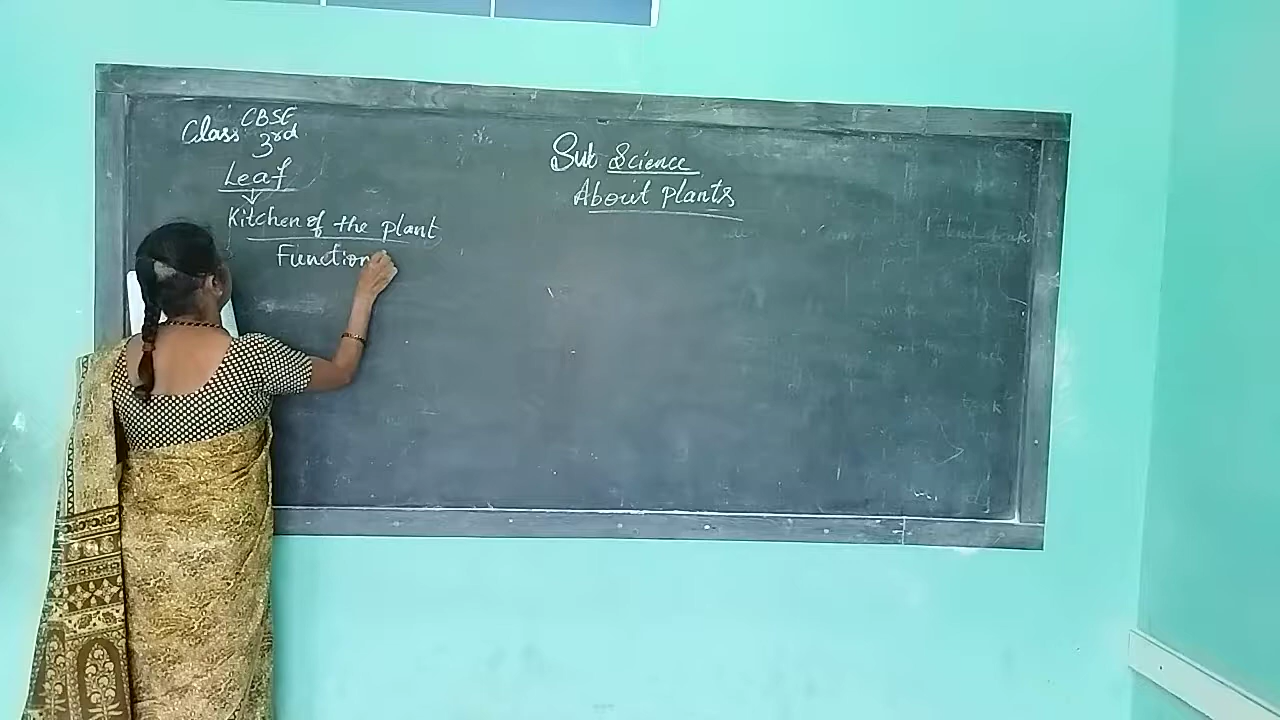 CBSE
Class 3rd
Leaf
Kitchen of the plant
Function
Sub Science
About plants